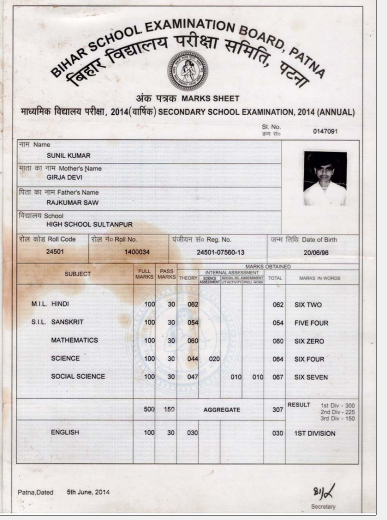 BIHAR SCHOOL EXAMINATION BOARD, PATNA
बिहार विद्यालय परीक्षा समिति, पटना
अंक पत्रक MARKS SHEET
माध्यमिक विद्यालय परीक्षा, 2014(वार्षिक) SECONDARY SCHOOL EXAMINATION, 2014 (ANNUAL)
Sl. No.
क्रम सं० 0147091
नाम Name
SUNIL KUMAR
माता का नाम Mother's Name
GIRJA DEVI
पिता का नाम Father's Name
RAJKUMAR SAW
विद्यालय School
HIGH SCHOOL SULTANPUR
रोल कोड Roll Code रोल नं० Roll No. पंजीयन सं० Reg. No. जन्म तिथि Date of Birth
24501 1400034 24501-07560-13 20/06/98
MARKS OBTAINED
SUBJECT FULL MARKS PASS MARKS THEORY INTERNAL ASSESSMENT TOTAL MARKS IN WORDS
M.I.L. HINDI 100 30 062 062 SIX TWO
S.I.L. SANSKRIT 100 30 054 054 FIVE FOUR
MATHEMATICS 100 30 060 060 SIX ZERO
SCIENCE 100 30 044 020 064 SIX FOUR
SOCIAL SCIENCE 100 30 047 010 010 067 SIX SEVEN
500 150 AGGREGATE 307 RESULT 1st Div - 300
2nd Div - 225
3rd Div - 150
ENGLISH 100 30 030 030 1ST DIVISION
Patna,Dated 5th June, 2014
Secretary